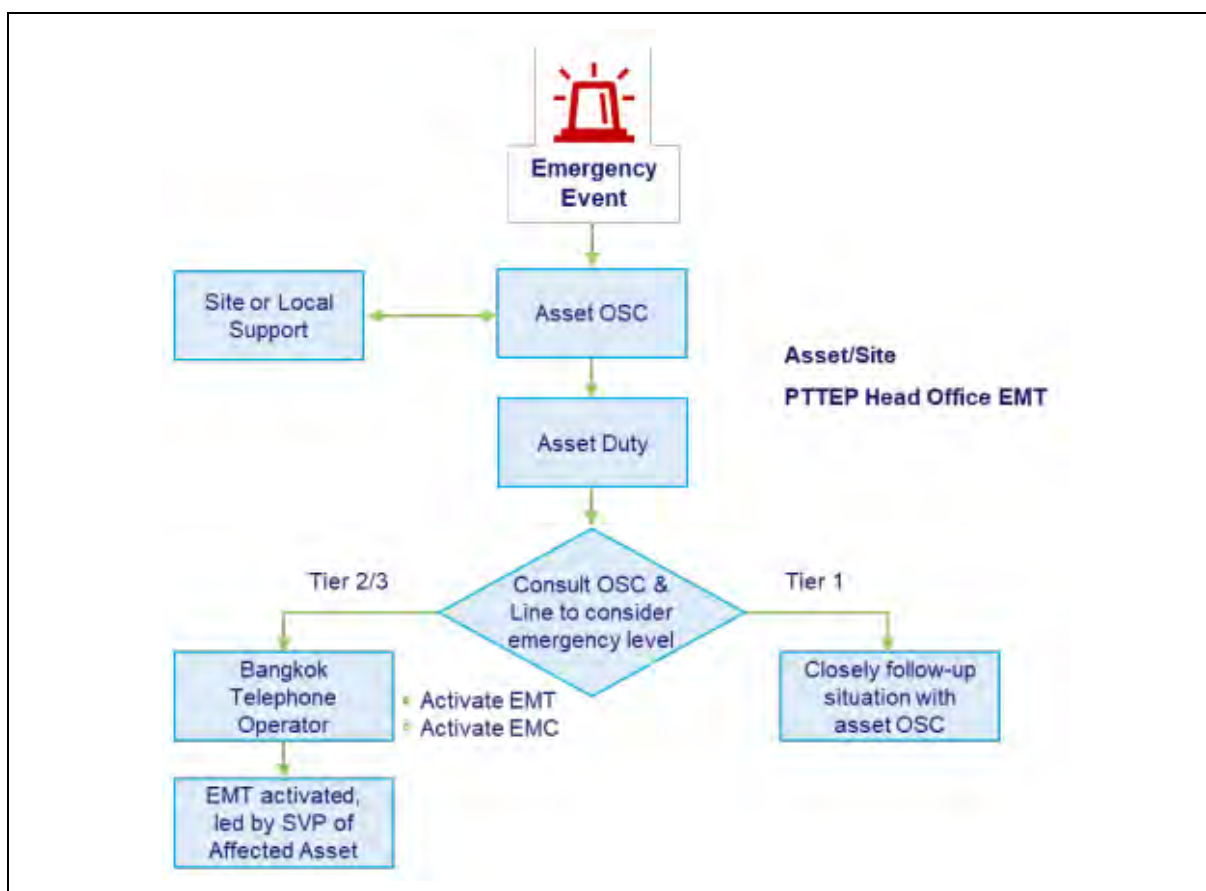 Emergency
Event
Site or Local
Support
Asset OSC
Asset/Site
PTTEP Head Office EMT
Asset Duty
Tier 2/3
Consult OSC &
Line to consider
emergency level
Tier 1
Bangkok
Telephone
Operator
• Activate EMT
• Activate EMC
Closely follow-up
situation with
asset OSC
EMT activated,
led by SVP of
Affected Asset